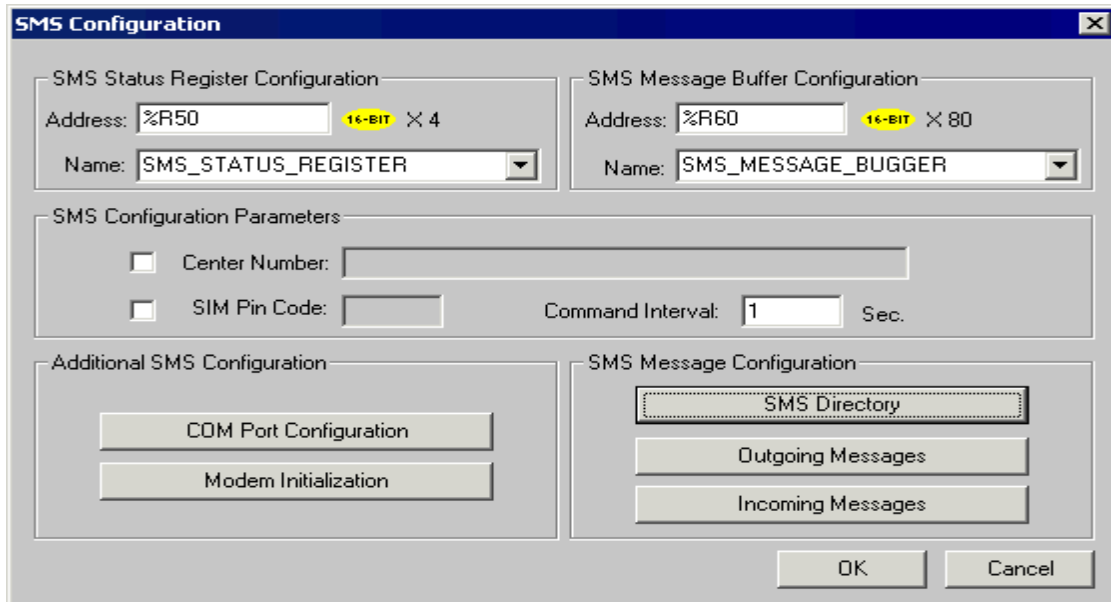 SMS Configuration
SMS Status Register Configuration
Address: %R50 16-BIT X 4
Name: SMS_STATUS_REGISTER
SMS Message Buffer Configuration
Address: %R60 16-BIT X 80
Name: SMS_MESSAGE_BUGGER
SMS Configuration Parameters
Center Number:
SIM Pin Code:
Command Interval: 1 Sec.
Additional SMS Configuration
COM Port Configuration
Modem Initialization
SMS Message Configuration
SMS Directory
Outgoing Messages
Incoming Messages
OK
Cancel